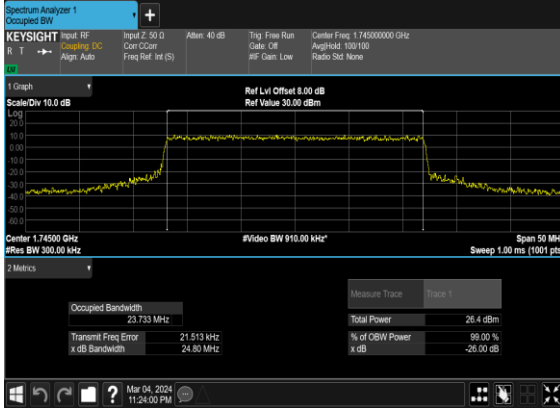 Spectrum Analyzer 1
Occupied BW
+
KEYSIGHT Input: RF Input Z: 50 Ω Atten: 40 dB Trig: Free Run Center Freq: 1.745000000 GHz
R T Coupling: DC Corr CCorr Gate: Off Avg|Hold: 100/100
Align: Auto Freq Ref: Int (S) #IF Gain: Low Radio Std: None
1 Graph Ref Lvl Offset 8.00 dB
Scale/Div 10.0 dB Ref Value 30.00 dBm
Log
20.0
10.0
0.00
-10.0
-20.0
-30.0
-40.0
-50.0
-60.0
Center 1.74500 GHz #Video BW 910.00 kHz* Span 50 MH
#Res BW 300.00 kHz Sweep 1.00 ms (1001 pts
2 Metrics
Measure Trace Trace 1
Occupied Bandwidth
23.733 MHz Total Power 26.4 dBm
Transmit Freq Error 21.513 kHz % of OBW Power 99.00 %
x dB Bandwidth 24.80 MHz x dB -26.00 dB
?
Mar 04, 2024
11:24:00 PM